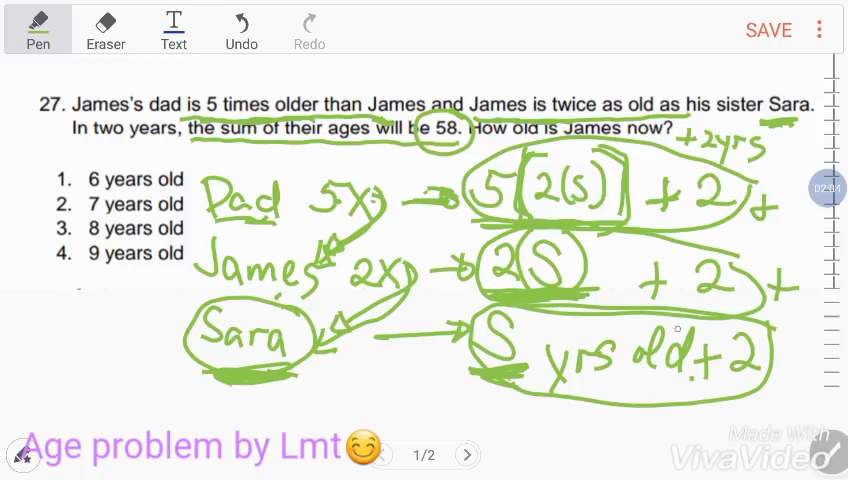 Pen Eraser Text Undo Redo SAVE
27. James's dad is 5 times older than James and James is twice as old as his sister Sara.
In two years, the sum of their ages will be 58. How old is James now?
+2yrs
1. 6 years old
2. 7 years old
3. 8 years old
4. 9 years old
02:04
Dad 5x → 5[2(S)] + 2 +
James 2x → 2S + 2 +
Sara → S yrs old + 2
Age problem by Lmt😊
1/2
Made With
VivaVideo